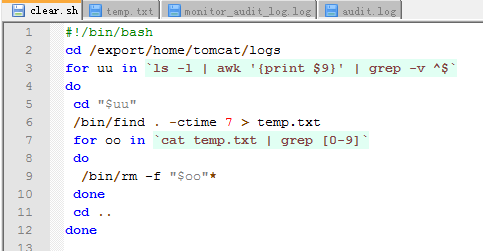 clear.sh temp.txt monitor_audit_log.log audit.log
1 #!/bin/bash
2 cd /export/home/tomcat/logs
3 for uu in `ls -l | awk '{print $9}' | grep -v ^$`
4 do
5 cd "$uu"
6 /bin/find . -ctime 7 > temp.txt
7 for oo in `cat temp.txt | grep [0-9]`
8 do
9 /bin/rm -f "$oo"*
10 done
11 cd ..
12 done
13